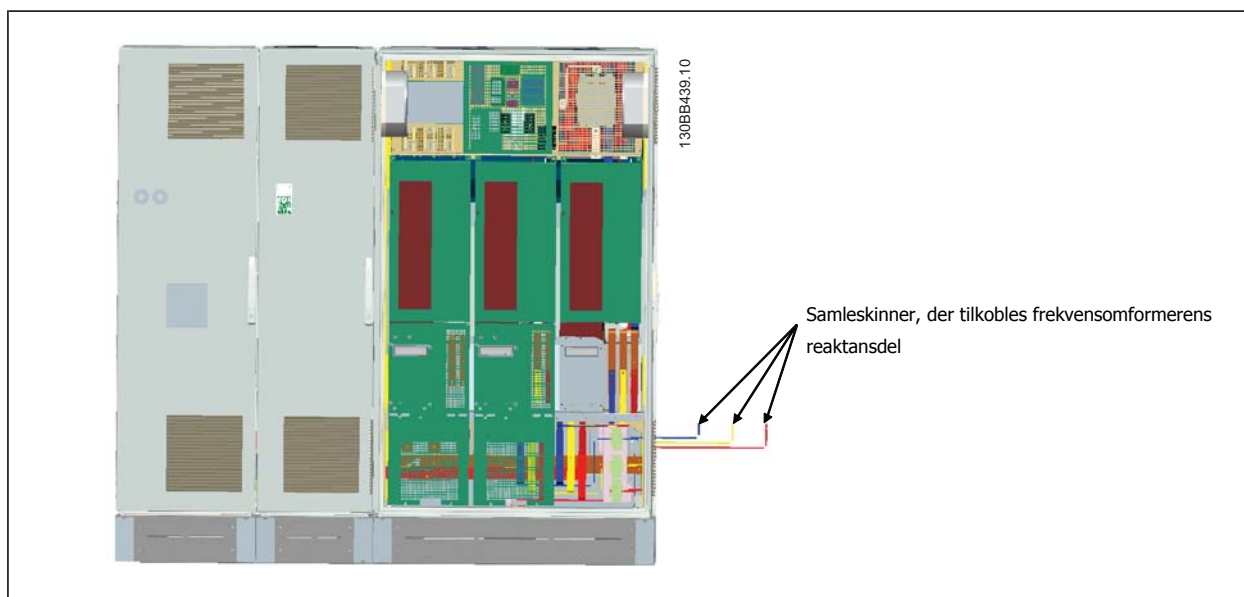 130BB439.10
Samleskinner, der tilkobles frekvensomformerens
reaktansdel